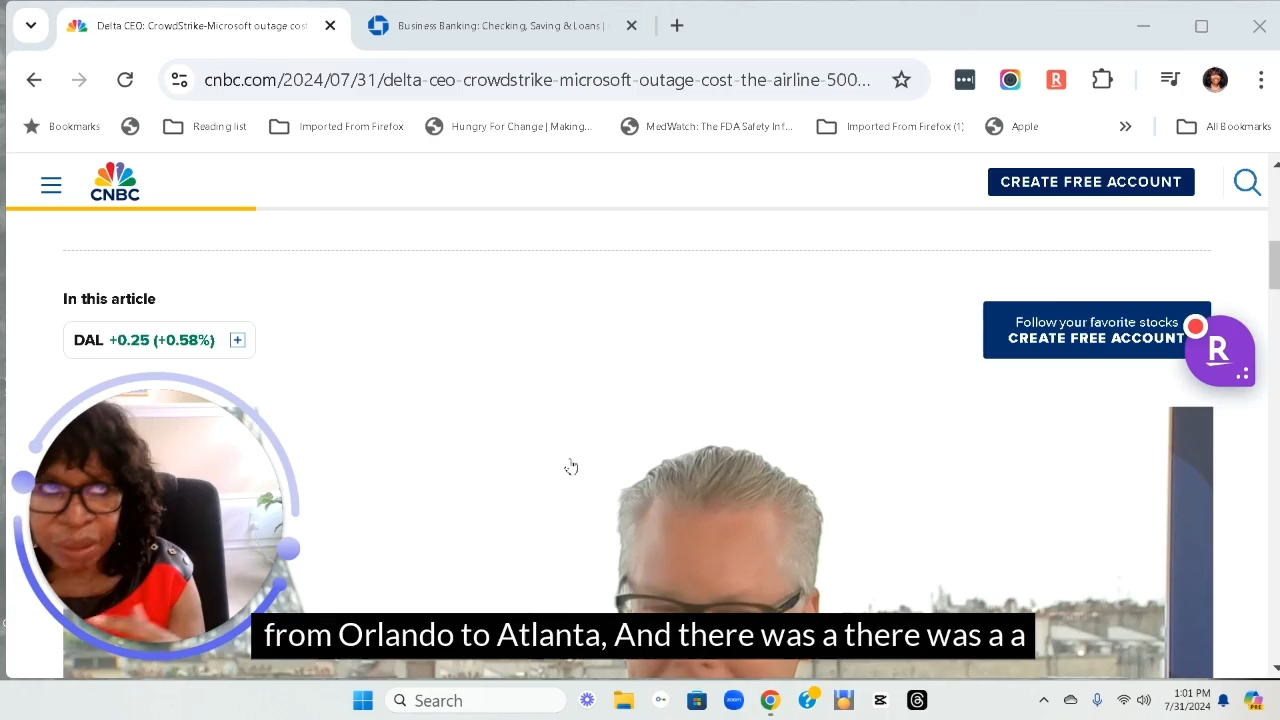 Delta CEO: CrowdStrike-Microsoft outage cost
Business Banking: Checking, Saving & Loans |
cnbc.com/2024/07/31/delta-ceo-crowdstrike-microsoft-outage-cost-the-airline-500...
R
Bookmarks
Reading list
Imported From Firefox
Hungry For Change | Making...
MedWatch: The FDA Safety Inf...
Imported From Firefox (1)
Apple
All Bookmarks
CNBC
CREATE FREE ACCOUNT
In this article
DAL +0.25 (+0.58%)
Follow your favorite stocks
CREATE FREE ACCOUNT
R
from Orlando to Atlanta, And there was a there was a a
Search
zoom
PRE
1:01 PM
7/31/2024